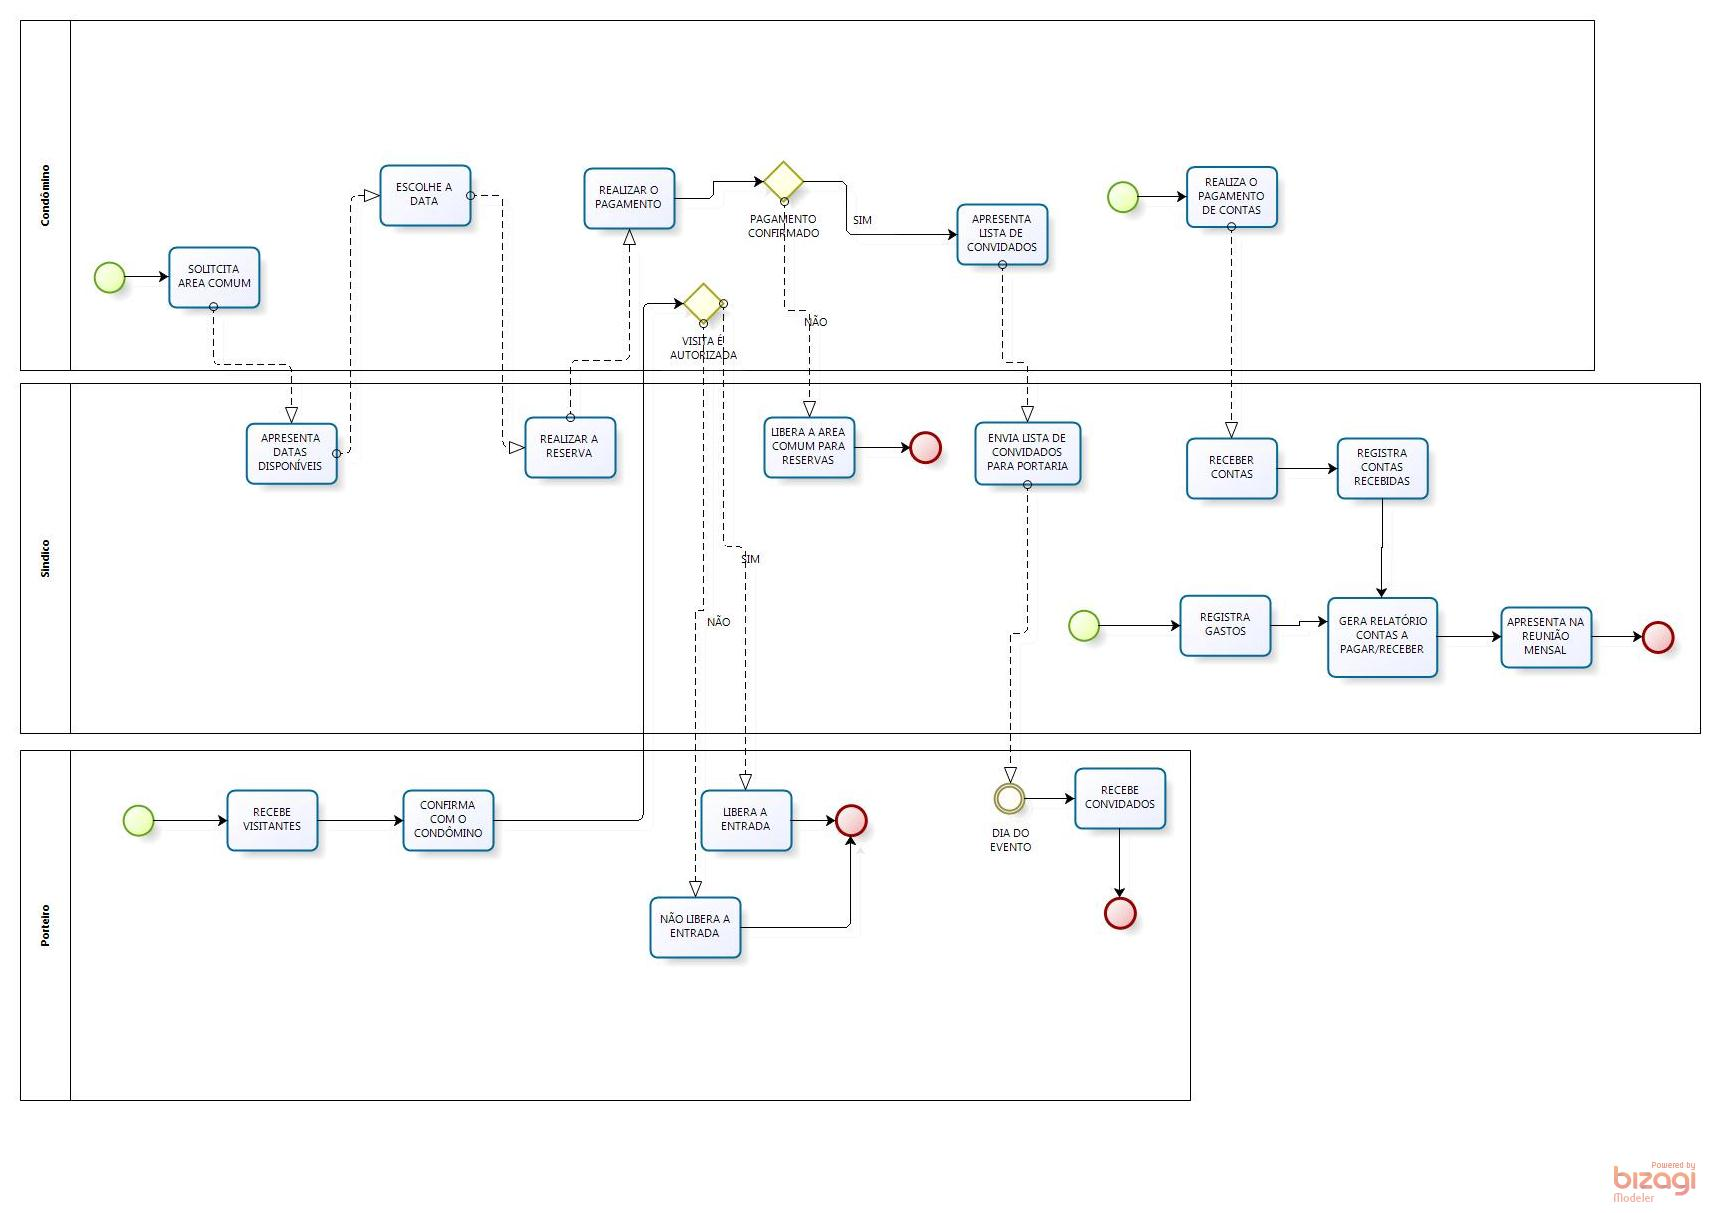 Condômino
SOLITCITA
AREA COMUM
ESCOLHE A
DATA
REALIZAR O
PAGAMENTO
PAGAMENTO
CONFIRMADO
SIM
NÃO
APRESENTA
LISTA DE
CONVIDADOS
REALIZA O
PAGAMENTO
DE CONTAS
VISITA É
AUTORIZADA
Sindico
APRESENTA
DATAS
DISPONÍVEIS
REALIZAR A
RESERVA
LIBERA A AREA
COMUM PARA
RESERVAS
ENVIA LISTA DE
CONVIDADOS
PARA PORTARIA
RECEBER
CONTAS
REGISTRA
CONTAS
RECEBIDAS
SIM
NÃO
REGISTRA
GASTOS
GERA RELATÓRIO
CONTAS A
PAGAR/RECEBER
APRESENTA NA
REUNIÃO
MENSAL
Porteiro
RECEBE
VISITANTES
CONFIRMA
COM O
CONDÔMINO
LIBERA A
ENTRADA
NÃO LIBERA A
ENTRADA
DIA DO
EVENTO
RECEBE
CONVIDADOS
Powered by
bizagi
Modeler